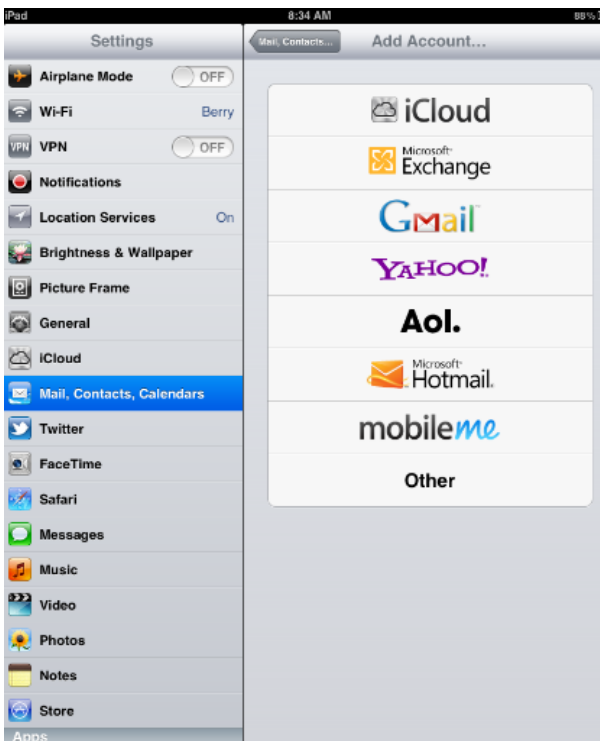 iPad 8:34 AM 88%
Settings
Mail, Contacts... Add Account...
Airplane Mode OFF
Wi-Fi Berry
VPN VPN OFF
Notifications
Location Services On
Brightness & Wallpaper
Picture Frame
General
iCloud
Mail, Contacts, Calendars
Twitter
FaceTime
Safari
Messages
Music
Video
Photos
Notes
Store
Apps
iCloud
Microsoft
Exchange
Gmail
YAHOO!
Aol.
Microsoft
Hotmail
mobileme
Other